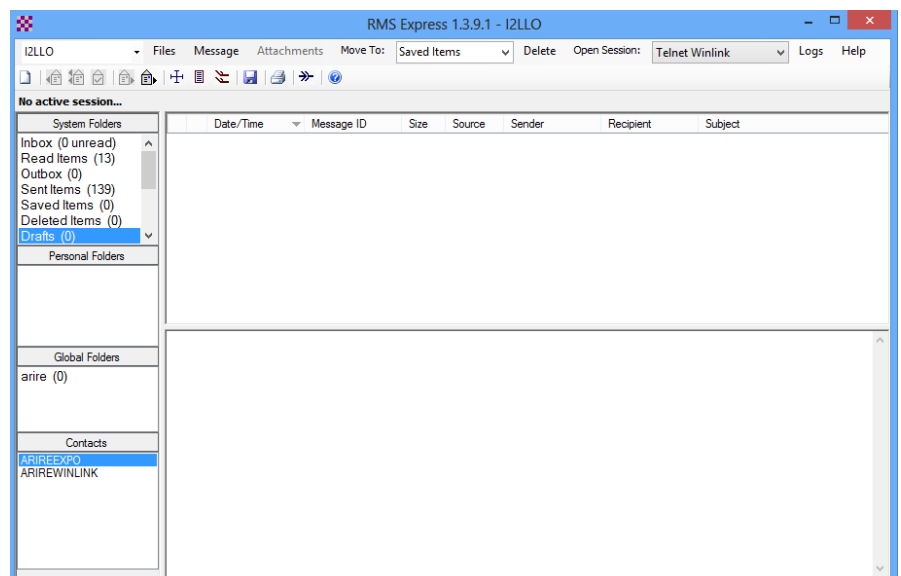 RMS Express 1.3.9.1 - I2LLO
I2LLO Files Message Attachments Move To: Saved Items Delete Open Session: Telnet Winlink Logs Help
No active session...
System Folders
Inbox (0 unread)
Read Items (13)
Outbox (0)
Sent Items (139)
Saved Items (0)
Deleted Items (0)
Drafts (0)
Personal Folders
Global Folders
arire (0)
Contacts
ARIREEXPO
ARIREWINLINK
Date/Time Message ID Size Source Sender Recipient Subject